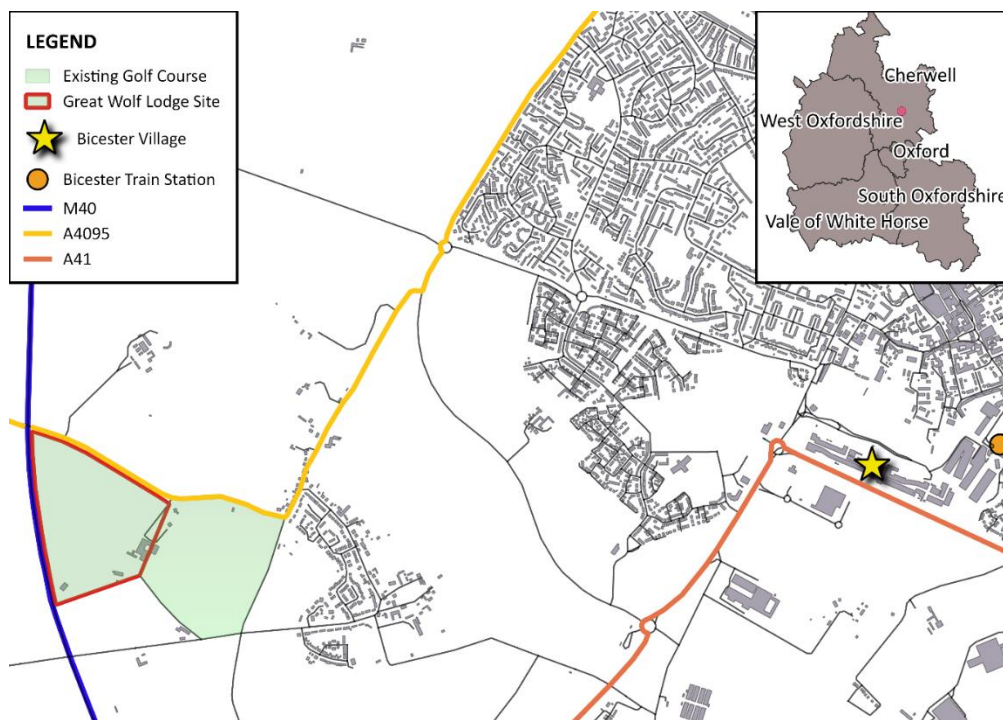 LEGEND
Existing Golf Course
Great Wolf Lodge Site
Bicester Village
Bicester Train Station
M40
A4095
A41
Cherwell
West Oxfordshire
Oxford
South Oxfordshire
Vale of White Horse